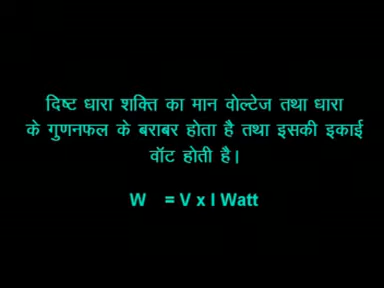 दिष्ट धारा शक्ति का मान वोल्टेज तथा धारा
के गुणनफल के बराबर होता है तथा इसकी इकाई
वॉट होती है।
W = V x I Watt